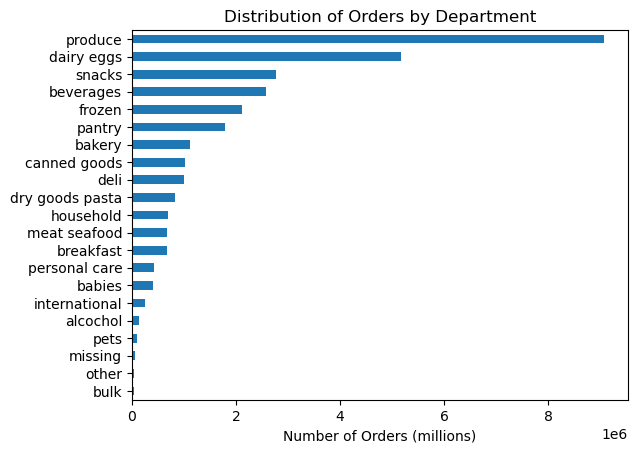 Distribution of Orders by Department
produce
dairy eggs
snacks
beverages
frozen
pantry
bakery
canned goods
deli
dry goods pasta
household
meat seafood
breakfast
personal care
babies
international
alcochol
pets
missing
other
bulk
0 2 4 6 8
1e6
Number of Orders (millions)